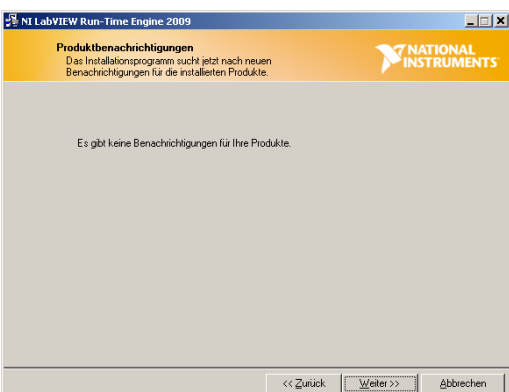 NI LabVIEW Run-Time Engine 2009
Produktbenachrichtigungen
Das Installationsprogramm sucht jetzt nach neuen
Benachrichtigungen für die installierten Produkte.
NATIONAL
INSTRUMENTS
Es gibt keine Benachrichtigungen für Ihre Produkte.
<< Zurück Weiter >> Abbrechen